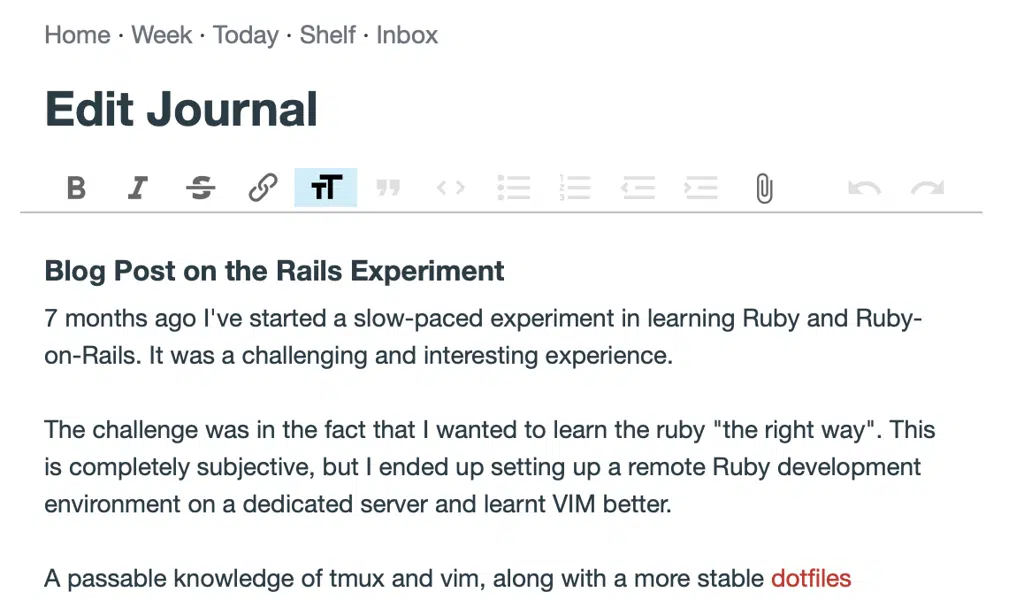 Home · Week · Today · Shelf · Inbox
Edit Journal
Blog Post on the Rails Experiment
7 months ago I've started a slow-paced experiment in learning Ruby and Ruby-
on-Rails. It was a challenging and interesting experience.
The challenge was in the fact that I wanted to learn the ruby "the right way". This
is completely subjective, but I ended up setting up a remote Ruby development
environment on a dedicated server and learnt VIM better.
A passable knowledge of tmux and vim, along with a more stable dotfiles